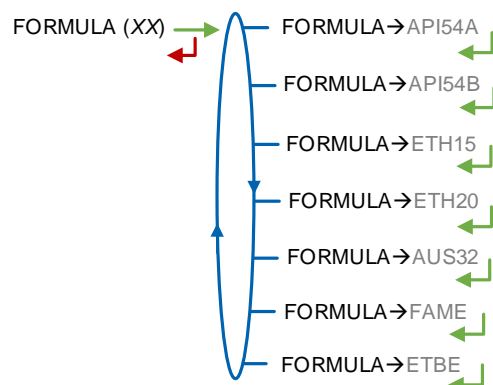 FORMULA (XX)
FORMULA→API54A
FORMULA→API54B
FORMULA→ETH15
FORMULA→ETH20
FORMULA→AUS32
FORMULA→FAME
FORMULA→ETBE